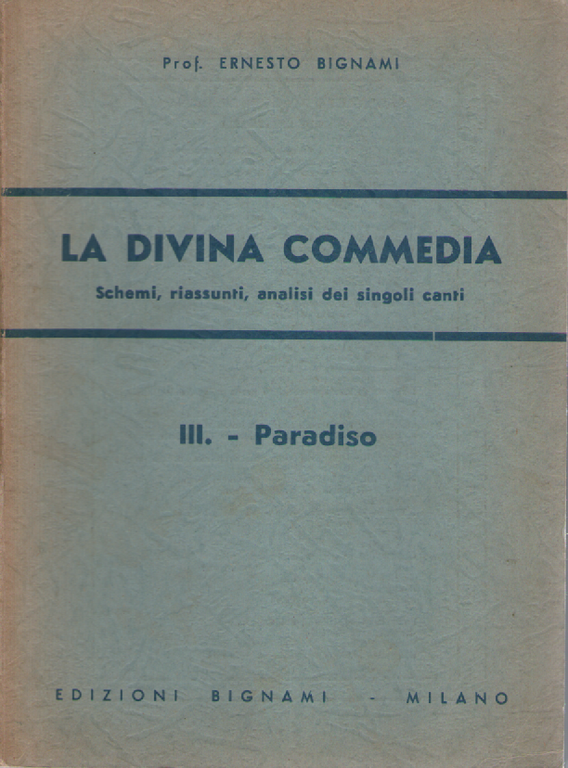 Prof. ERNESTO BIGNAMI
LA DIVINA COMMEDIA
Schemi, riassunti, analisi dei singoli canti
III. - Paradiso
EDIZIONI BIGNAMI - MILANO